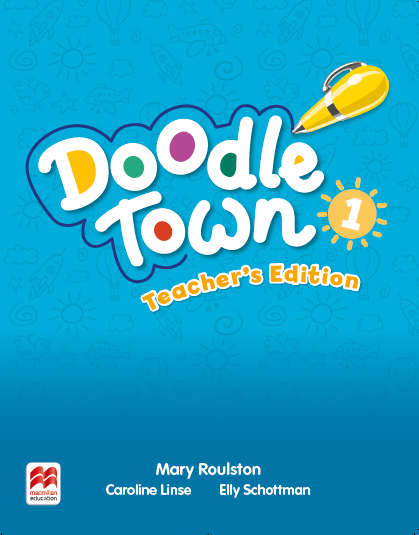 Doodle
Town 1
Teacher's Edition
Mary Roulston
Caroline Linse Elly Schottman
macmillan
education